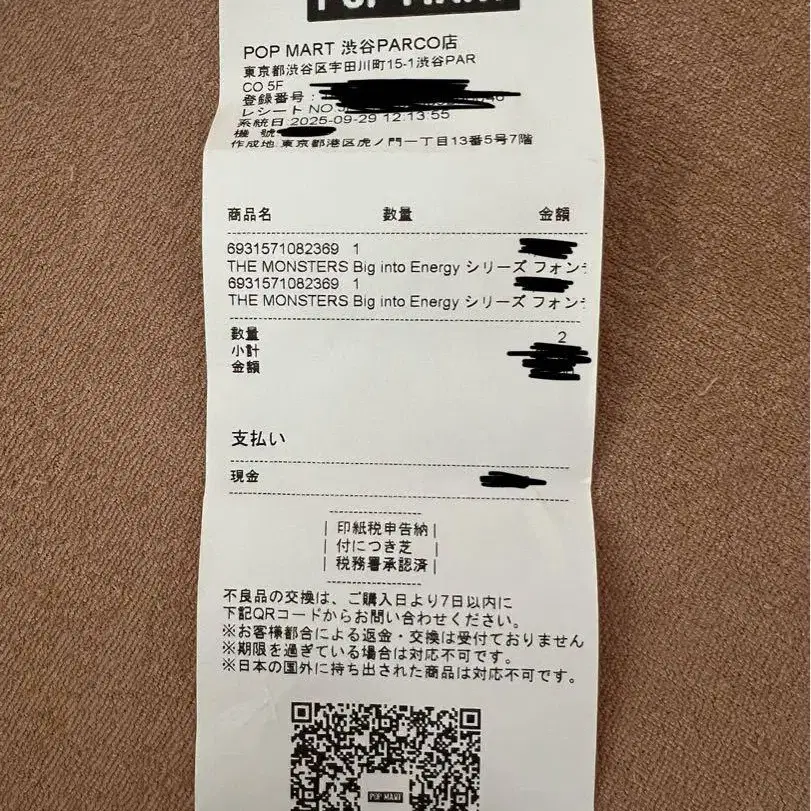 POP MART
POP MART 渋谷PARCO店
東京都渋谷区宇田川町15-1渋谷PAR
CO 5F
登録番号:
レシートNO
系統日:2025-09-29 12:13:55
機 號
作成地:東京都港区虎ノ門一丁目13番5号7階
商品名 數量 金額
6931571082369 1
THE MONSTERS Big into Energy シリーズ フォン
6931571082369 1
THE MONSTERS Big into Energy シリーズ フォン
數量 2
小計
金額
支払い
現金
印紙税申告納
付につき芝
税務署承認済
不良品の交換は、ご購入日より7日以内に
下記QRコードからお問い合わせください。
※お客様都合による返金・交換は受付ておりません
※期限を過ぎている場合は対応不可です。
※日本の国外に持ち出された商品は対応不可です。
POP MART